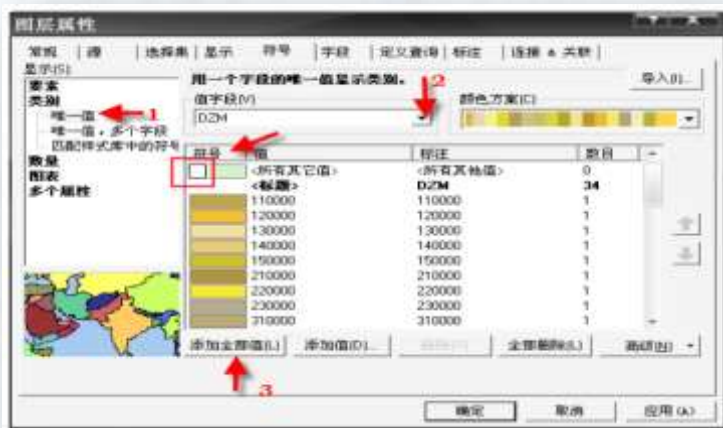 图层属性
常规 源 选择集 显示 符号 字段 定义查询 标注 连接 & 关联
显示(S):
要素
类别
唯一值
唯一值，多个字段
匹配样式库中的符号
数量
图表
多个属性
用一个字段的唯一值显示类别。
导入(I)...
值字段(V)
颜色方案(C)
DZM
1
2
符号 值 标注 数目
<所有其它值> <所有其他值> 0
<标题> DZM 34
110000 110000 1
120000 120000 1
130000 130000 1
140000 140000 1
150000 150000 1
210000 210000 1
220000 220000 1
230000 230000 1
310000 310000 1
添加全部值(L) 添加值(D)... 全部删除(L) 高级(N)
3
确定 取消 应用(A)